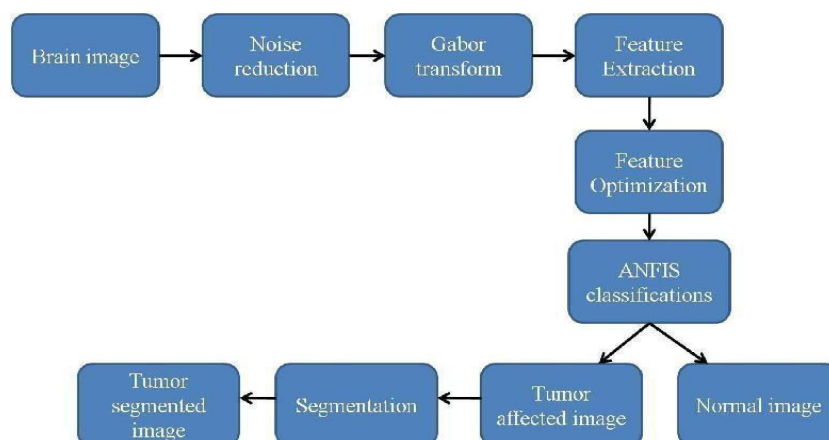 Brain image
Noise
reduction
Gabor
transform
Feature
Extraction
Feature
Optimization
ANFIS
classifications
Tumor
segmented
image
Segmentation
Tumor
affected image
Normal image